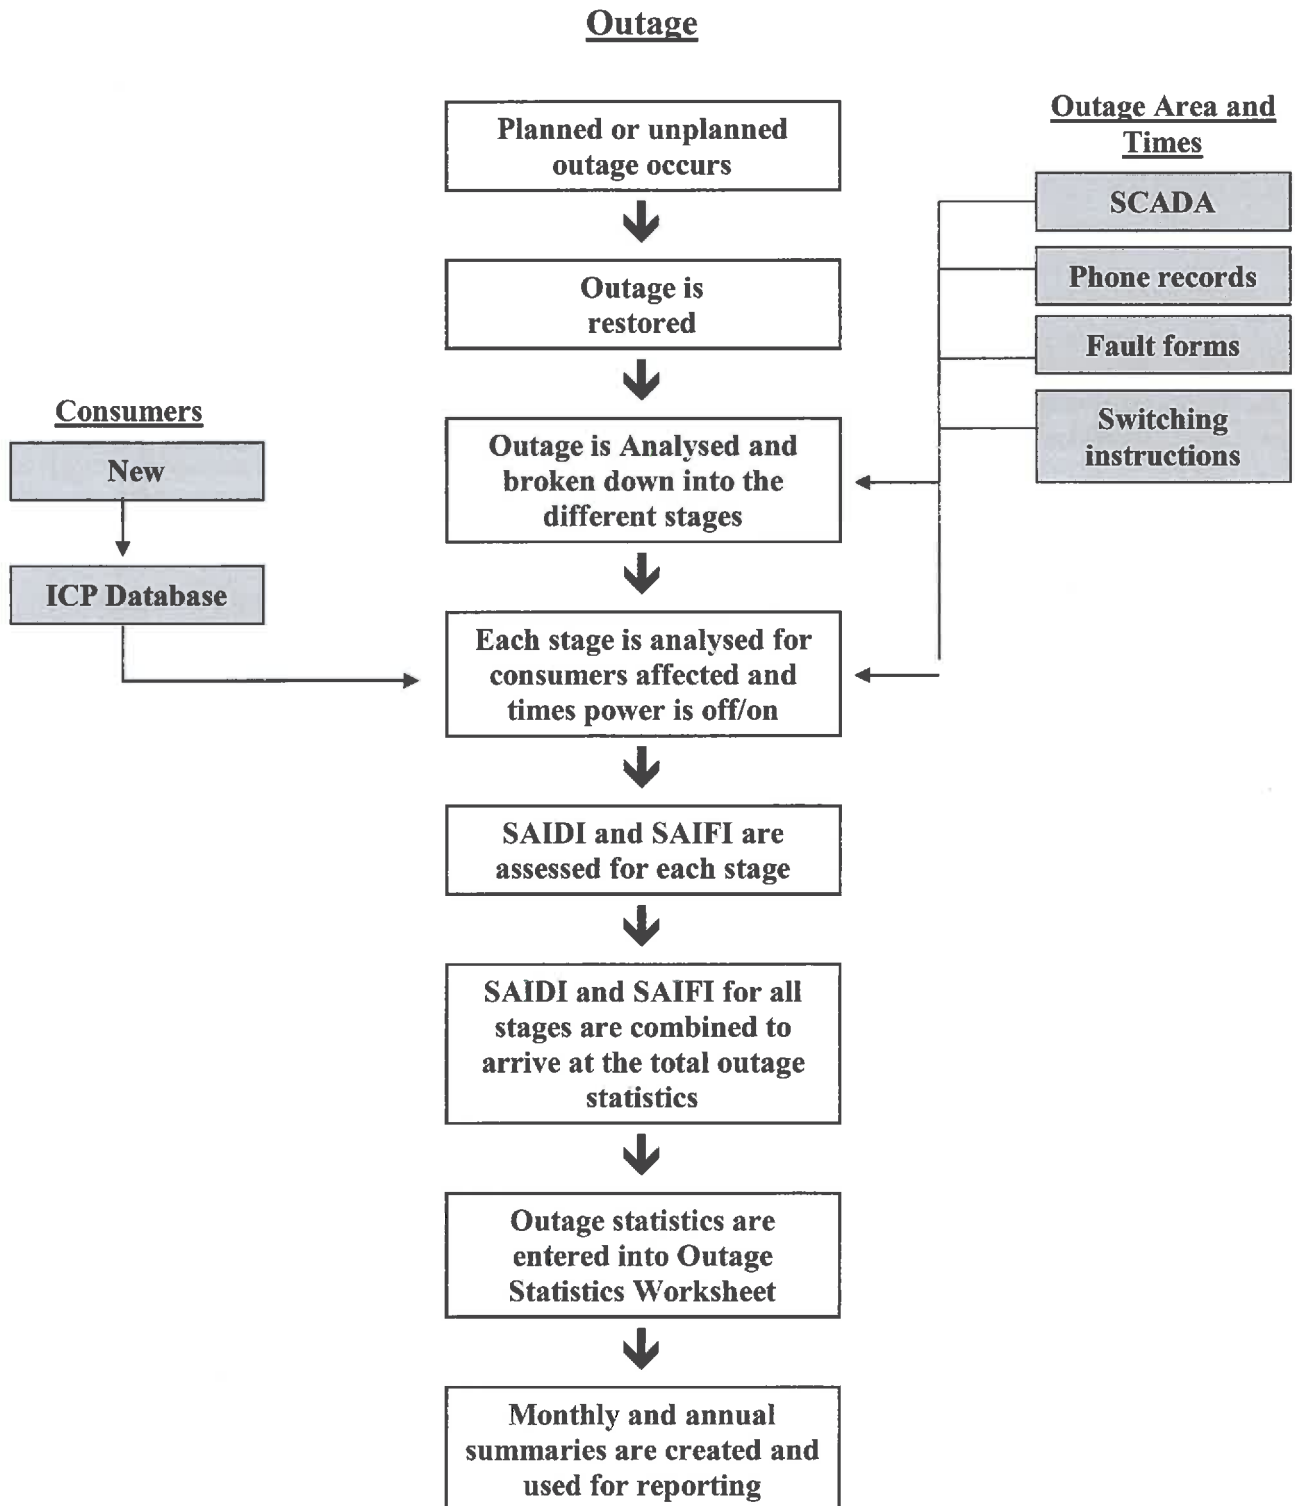 Outage
Planned or unplanned
outage occurs
Outage is
restored
Outage is Analysed and
broken down into the
different stages
Each stage is analysed for
consumers affected and
times power is off/on
SAIDI and SAIFI are
assessed for each stage
SAIDI and SAIFI for all
stages are combined to
arrive at the total outage
statistics
Outage statistics are
entered into Outage
Statistics Worksheet
Monthly and annual
summaries are created and
used for reporting
Consumers
New
ICP Database
Outage Area and
Times
SCADA
Phone records
Fault forms
Switching
instructions